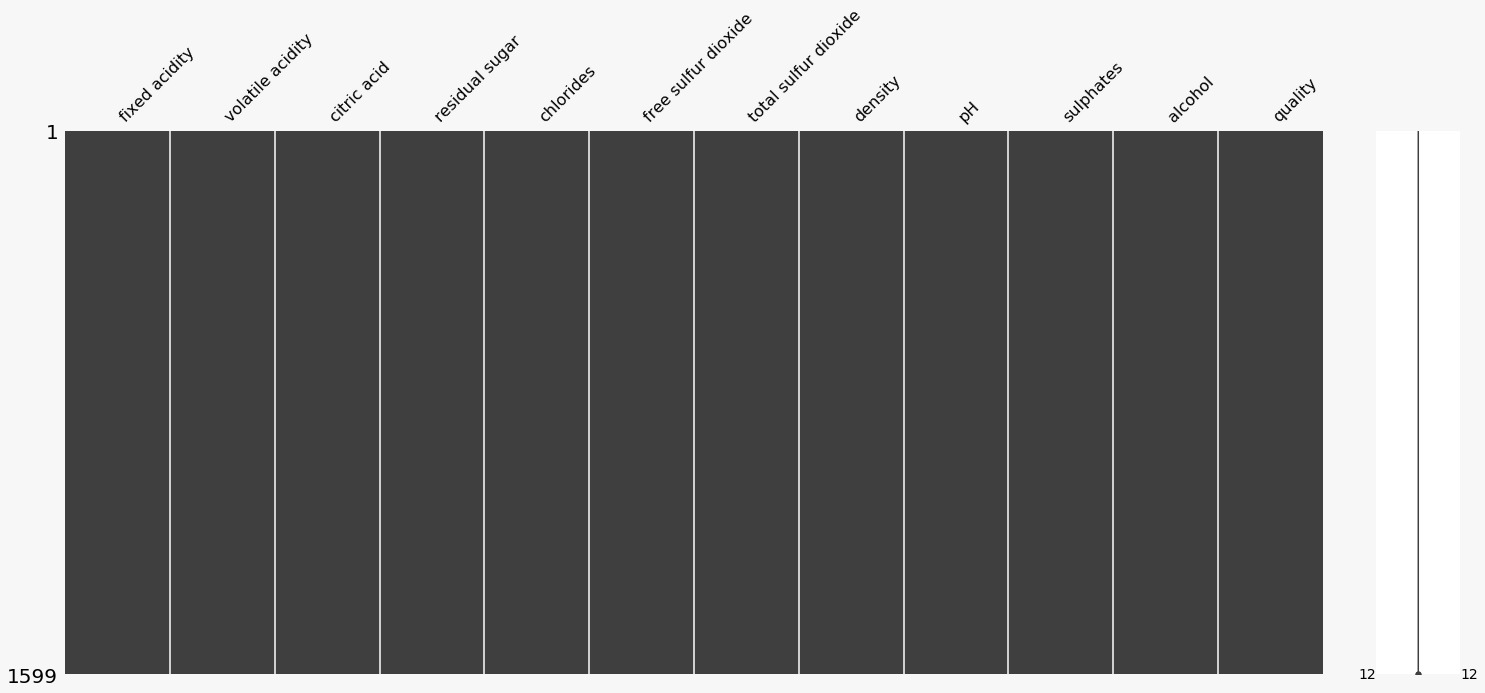 fixed acidity
volatile acidity
citric acid
residual sugar
chlorides
free sulfur dioxide
total sulfur dioxide
density
pH
sulphates
alcohol
quality
1
1599
12
12